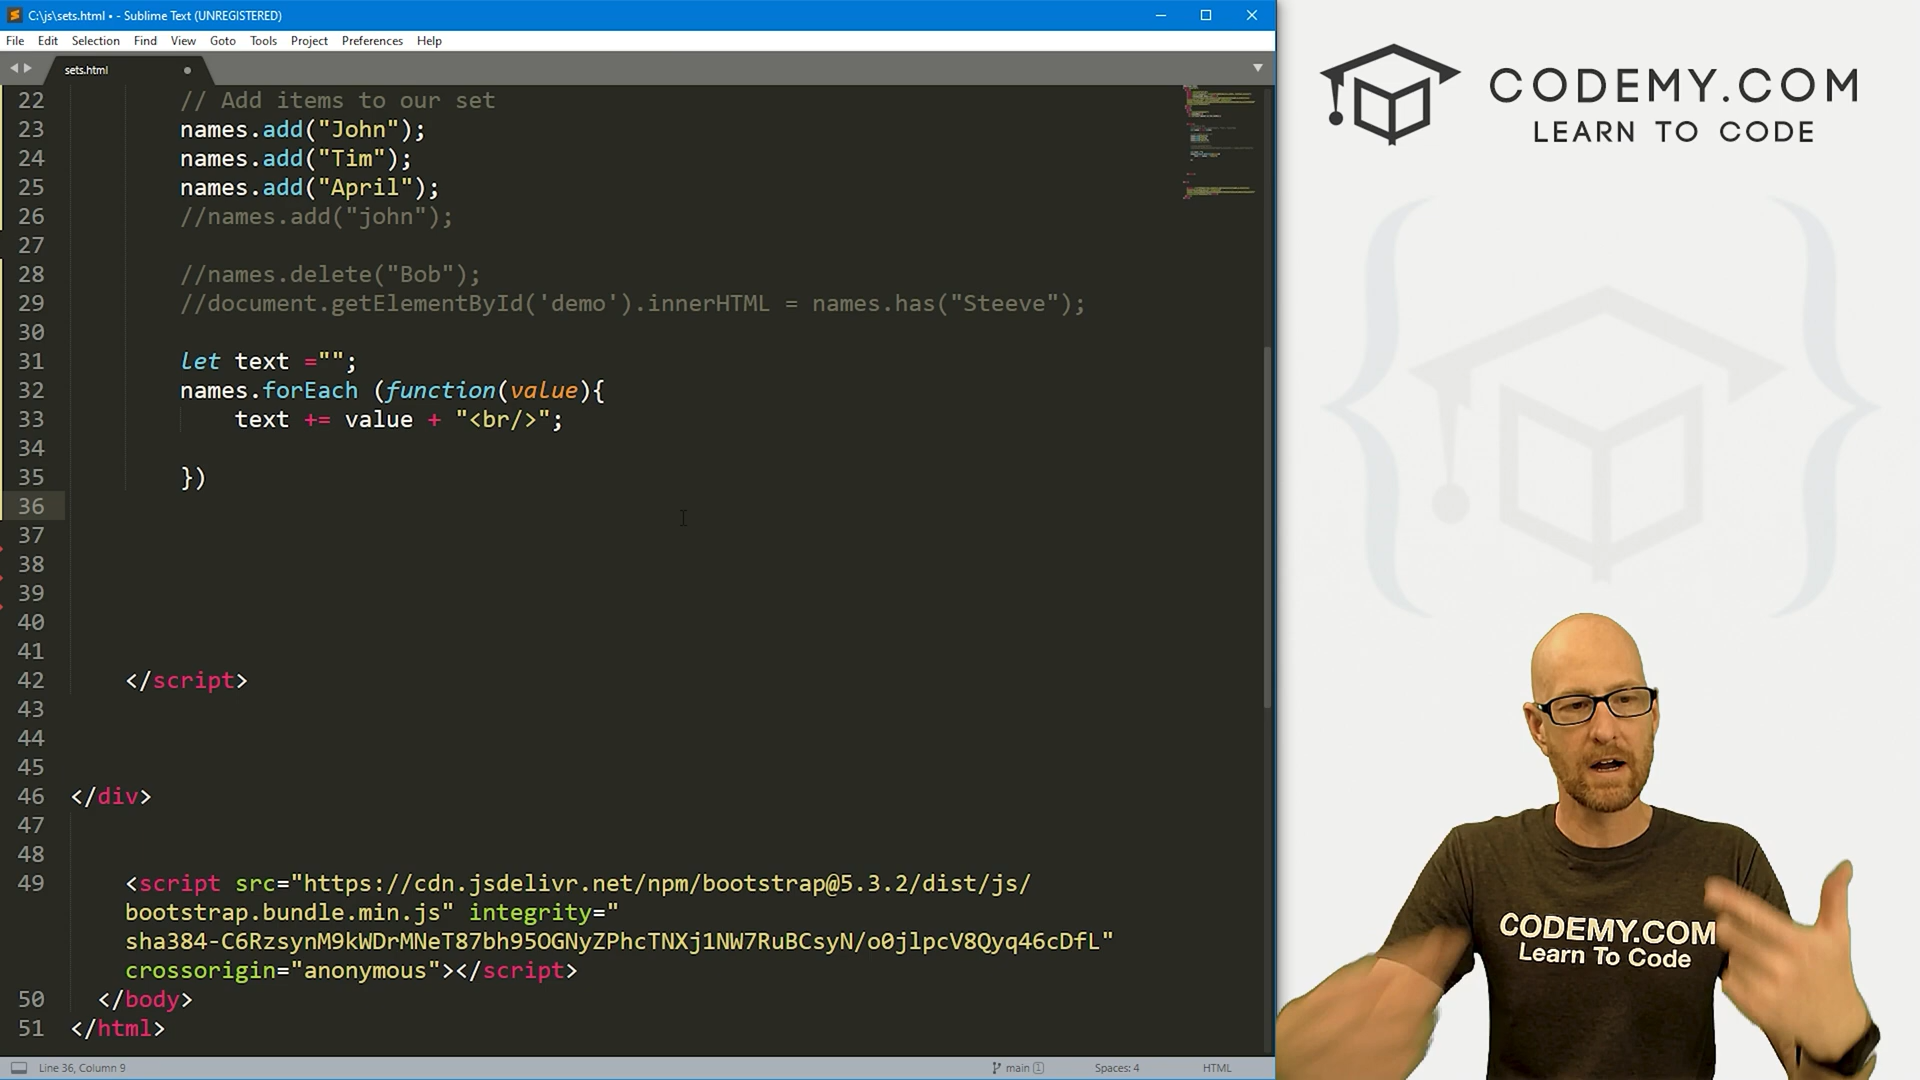 C:\js\sets.html • - Sublime Text (UNREGISTERED)
File Edit Selection Find View Goto Tools Project Preferences Help
sets.html
22 // Add items to our set
23 names.add("John");
24 names.add("Tim");
25 names.add("April");
26 //names.add("john");
27
28 //names.delete("Bob");
29 //document.getElementById('demo').innerHTML = names.has("Steeve");
30
31 let text ="";
32 names.forEach (function(value){
33 text += value + "<br/>";
34
35 })
36
37
38
39
40
41
42 </script>
43
44
45
46 </div>
47
48
49 <script src="https://cdn.jsdelivr.net/npm/bootstrap@5.3.2/dist/js/
bootstrap.bundle.min.js" integrity="
sha384-C6RzsynM9kWDrMNeT87bh95OGNyZPhcTNXj1NW7RuBCsyN/o0jlpcV8Qyq46cDfL"
crossorigin="anonymous"></script>
50 </body>
51 </html>
Line 36, Column 9
main 1
Spaces: 4
HTML
CODEMY.COM
LEARN TO CODE
CODEMY.COM
Learn To Code